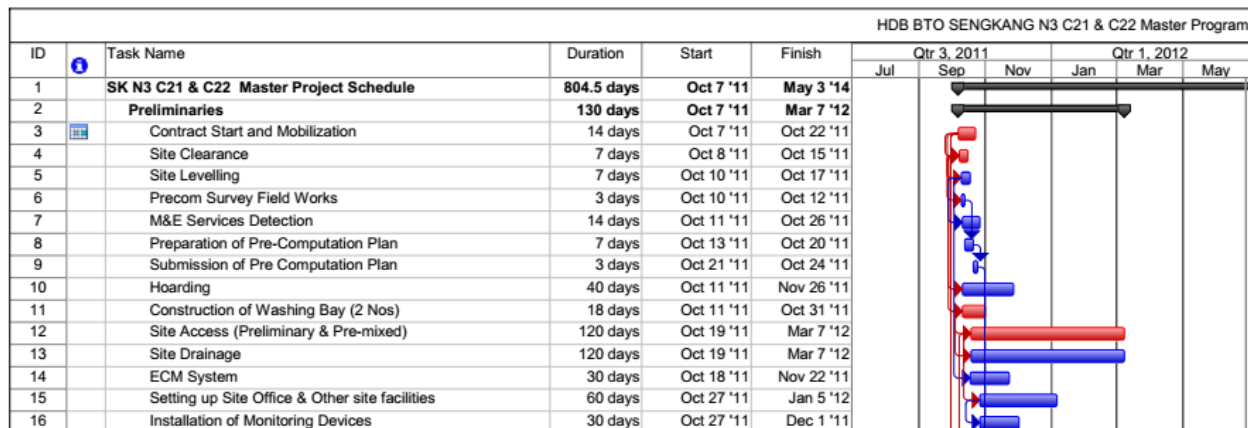 HDB BTO SENGKANG N3 C21 & C22 Master Program
ID Task Name Duration Start Finish Qtr 3, 2011 Qtr 1, 2012
Jul Sep Nov Jan Mar May
1 SK N3 C21 & C22 Master Project Schedule 804.5 days Oct 7 '11 May 3 '14
2 Preliminaries 130 days Oct 7 '11 Mar 7 '12
3 Contract Start and Mobilization 14 days Oct 7 '11 Oct 22 '11
4 Site Clearance 7 days Oct 8 '11 Oct 15 '11
5 Site Levelling 7 days Oct 10 '11 Oct 17 '11
6 Precom Survey Field Works 3 days Oct 10 '11 Oct 12 '11
7 M&E Services Detection 14 days Oct 11 '11 Oct 26 '11
8 Preparation of Pre-Computation Plan 7 days Oct 13 '11 Oct 20 '11
9 Submission of Pre Computation Plan 3 days Oct 21 '11 Oct 24 '11
10 Hoarding 40 days Oct 11 '11 Nov 26 '11
11 Construction of Washing Bay (2 Nos) 18 days Oct 11 '11 Oct 31 '11
12 Site Access (Preliminary & Pre-mixed) 120 days Oct 19 '11 Mar 7 '12
13 Site Drainage 120 days Oct 19 '11 Mar 7 '12
14 ECM System 30 days Oct 18 '11 Nov 22 '11
15 Setting up Site Office & Other site facilities 60 days Oct 27 '11 Jan 5 '12
16 Installation of Monitoring Devices 30 days Oct 27 '11 Dec 1 '11